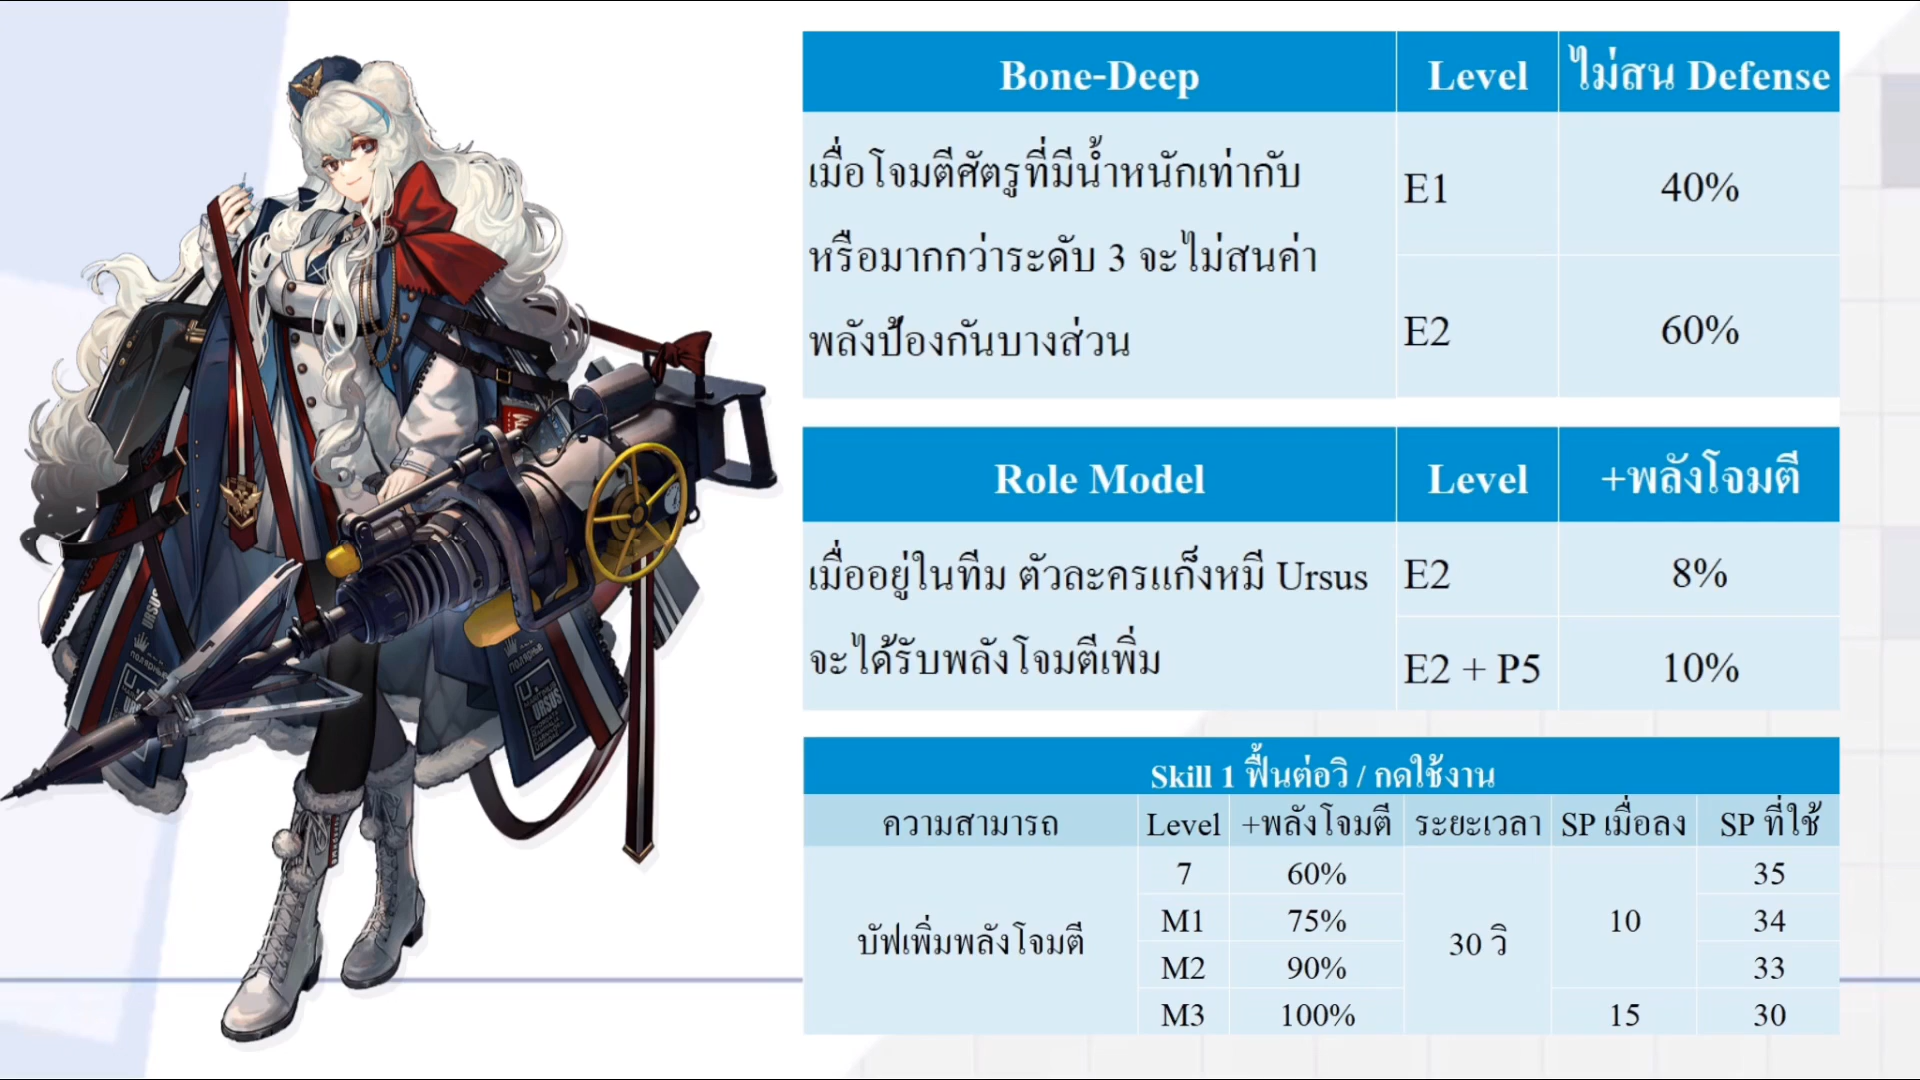 Bone-Deep Level ไม่สน Defense
เมื่อโจมตีศัตรูที่มีน้ำหนักเท่ากับ
หรือมากกว่าระดับ 3 จะไม่สนค่า
พลังป้องกันบางส่วน
E1 40%
E2 60%
Role Model Level +พลังโจมตี
เมื่ออยู่ในทีม ตัวละครแก็งหมี Ursus
จะได้รับพลังโจมตีเพิ่ม
E2 8%
E2 + P5 10%
Skill 1 ฟื้นต่อวิ / กดใช้งาน
ความสามารถ Level +พลังโจมตี ระยะเวลา SP เมื่อลง SP ที่ใช้
บัฟเพิ่มพลังโจมตี
7 60% 35
M1 75% 10 34
30 วิ
M2 90% 33
M3 100% 15 30
URSUS
URSUS